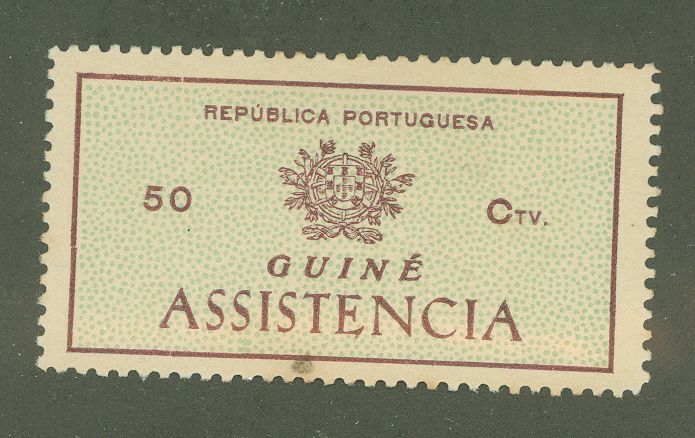 REPÚBLICA PORTUGUESA
50 CTV.
GUINÉ
ASSISTENCIA